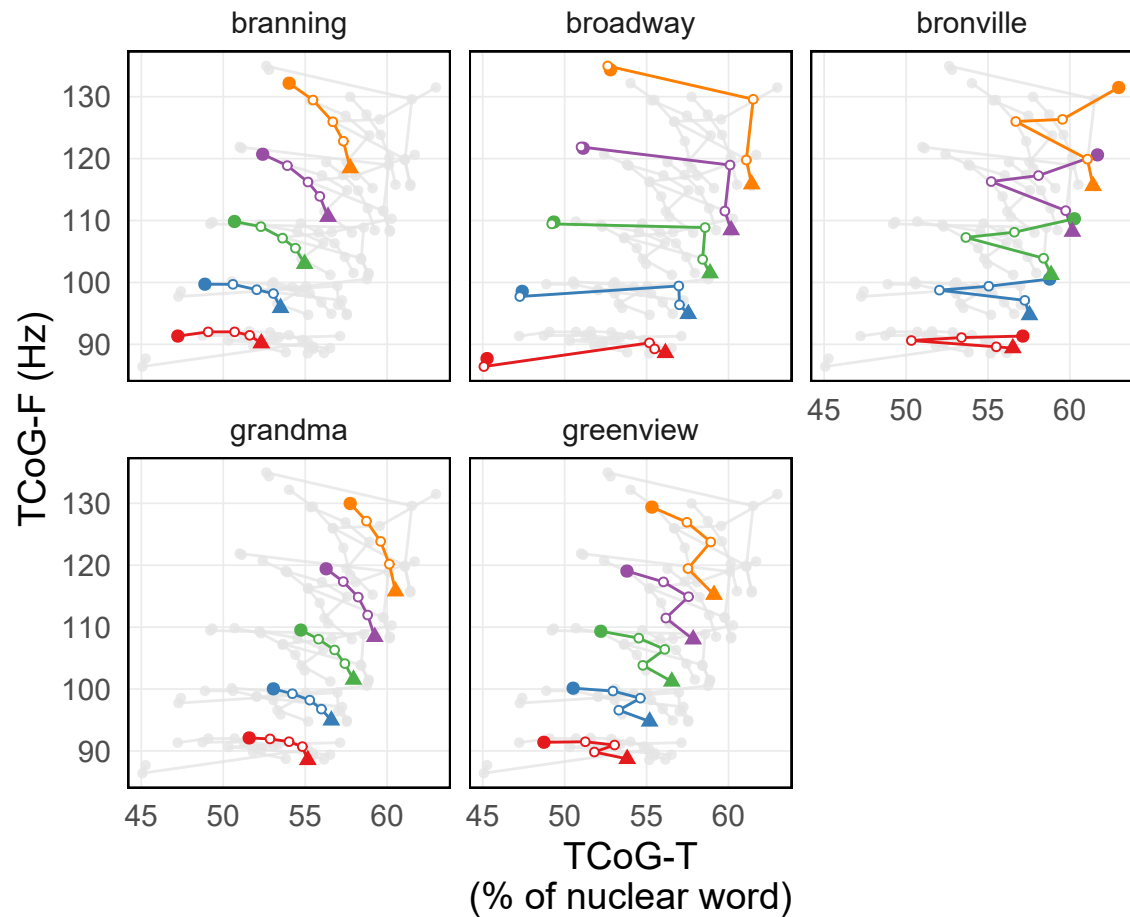 branning broadway bronville
130
120
110
100
90
45 50 55 60
grandma greenview
TCoG-F (Hz)
130
120
110
100
90
45 50 55 60 45 50 55 60
TCoG-T
(% of nuclear word)